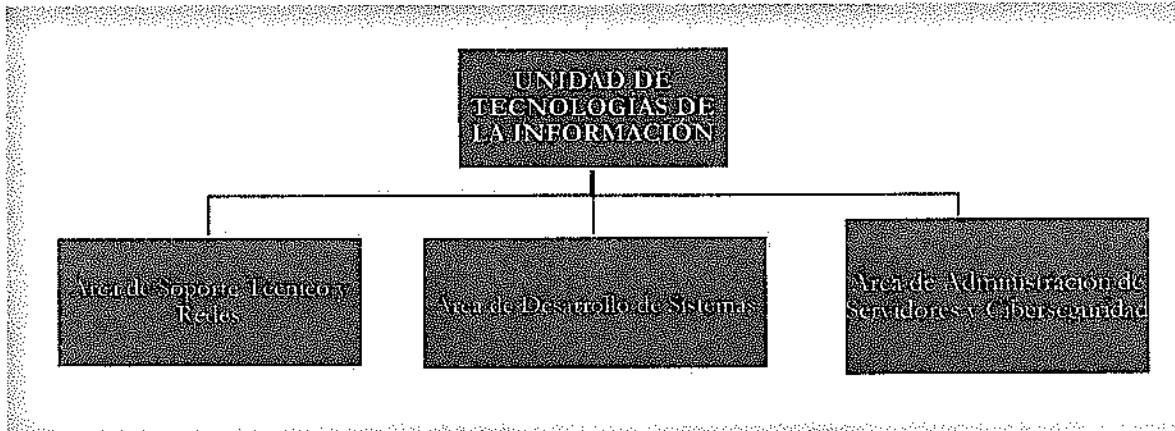 UNIDAD DE
TECNOLOGÍAS DE
LA INFORMACIÓN
Área de Soporte Técnico y
Redes
Área de Desarrollo de Sistemas
Área de Administración de
Servidores y Ciberseguridad